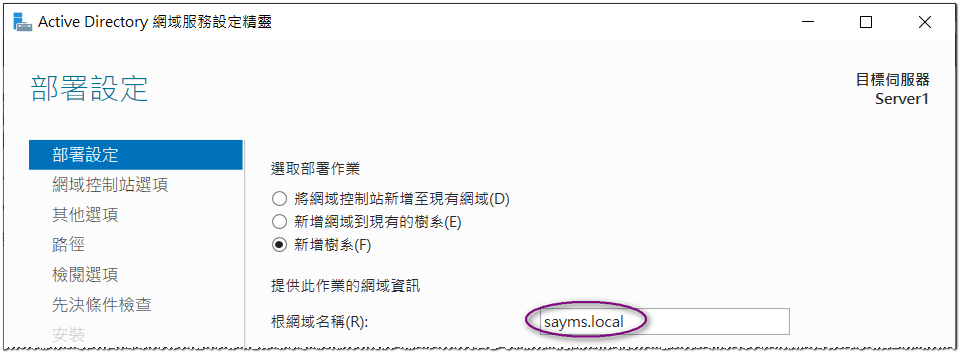 Active Directory 網域服務設定精靈
部署設定
目標伺服器
Server1
部署設定
網域控制站選項
其他選項
路徑
檢閱選項
先決條件檢查
安裝
選取部署作業
將網域控制站新增至現有網域(D)
新增網域到現有的樹系(E)
新增樹系(F)
提供此作業的網域資訊
根網域名稱(R):
sayms.local